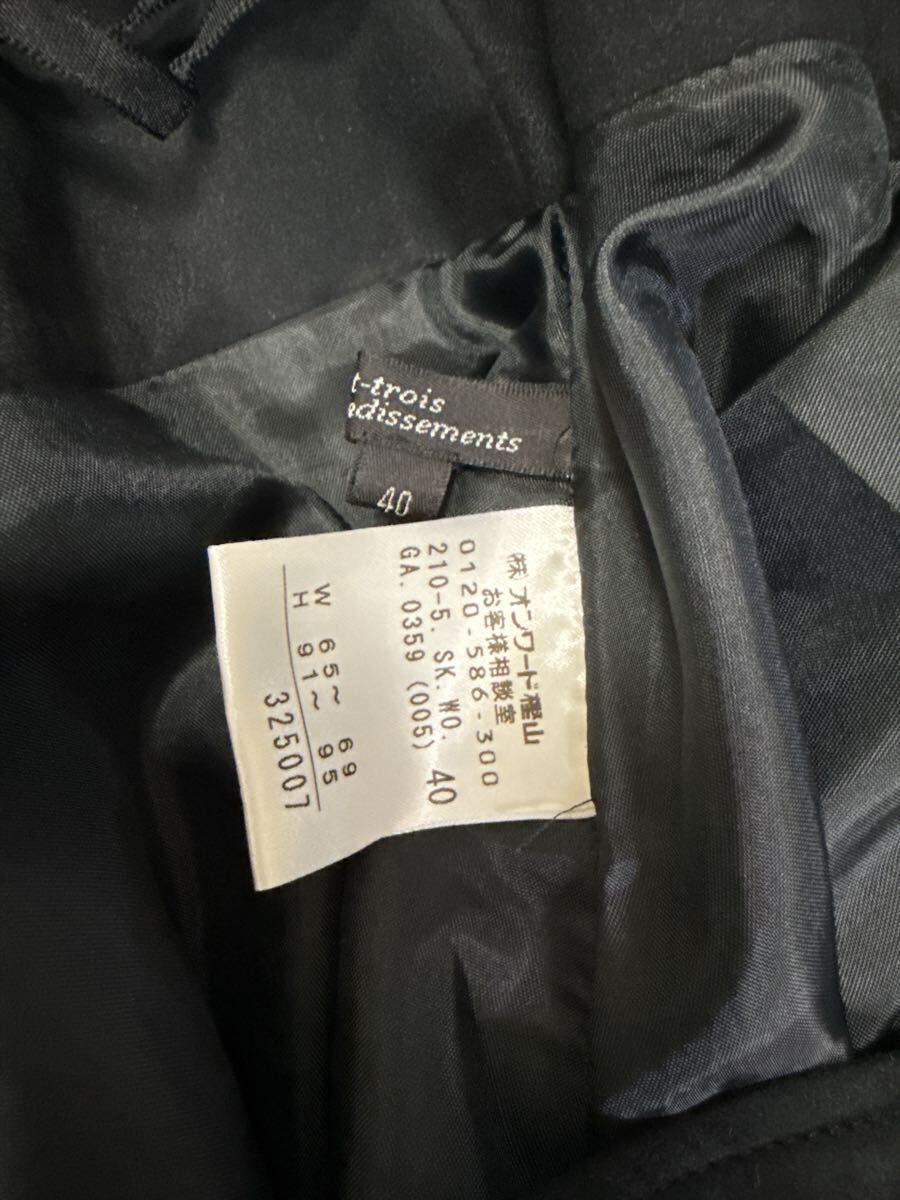 t-trois
dissements
40
㈱オンワード樫山
お客様相談室
0120-586-300
210-5. SK. WO.
GA. 0359 (005) 40
W 65～ 69
H 91～ 95
325007